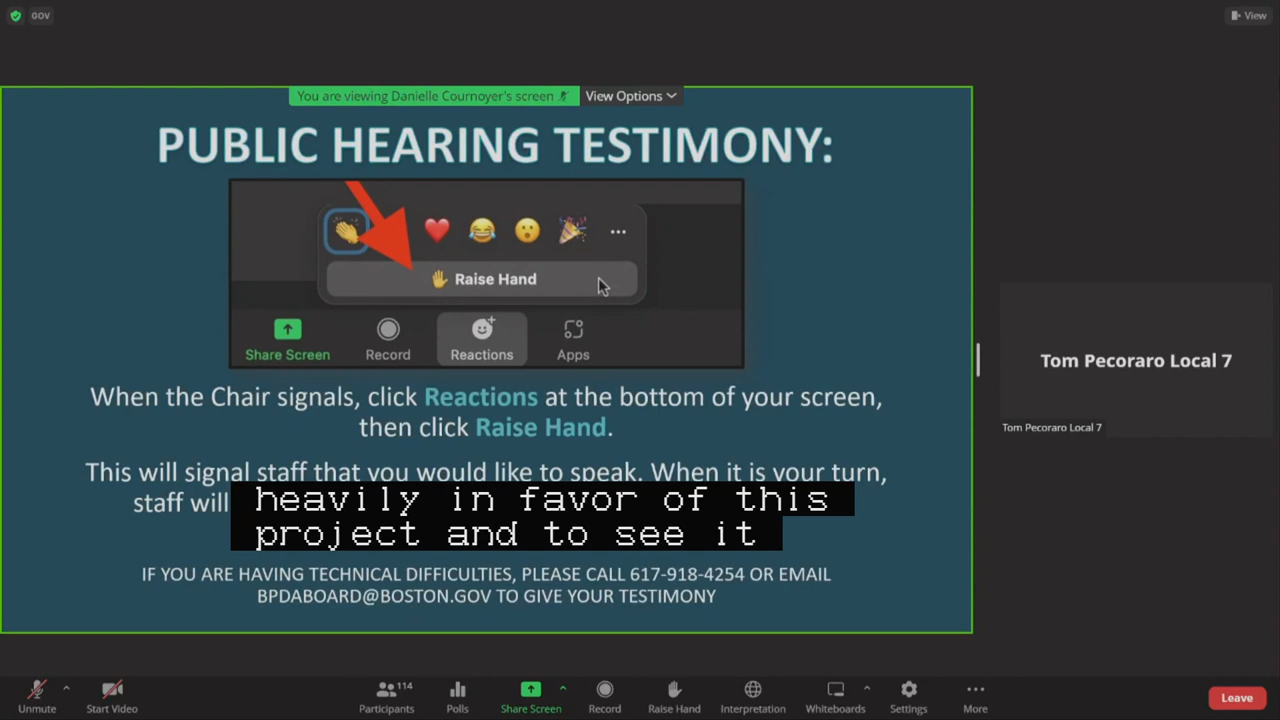 GOV
View
You are viewing Danielle Cournoyer's screen
View Options
PUBLIC HEARING TESTIMONY:
Raise Hand
Share Screen
Record
Reactions
Apps
When the Chair signals, click Reactions at the bottom of your screen,
then click Raise Hand.
This will signal staff that you would like to speak. When it is your turn,
staff will
heavily in favor of this
project and to see it
IF YOU ARE HAVING TECHNICAL DIFFICULTIES, PLEASE CALL 617-918-4254 OR EMAIL
BPDABOARD@BOSTON.GOV TO GIVE YOUR TESTIMONY
Tom Pecoraro Local 7
Tom Pecoraro Local 7
Unmute
Start Video
114
Participants
Polls
Share Screen
Record
Raise Hand
Interpretation
Whiteboards
Settings
More
Leave